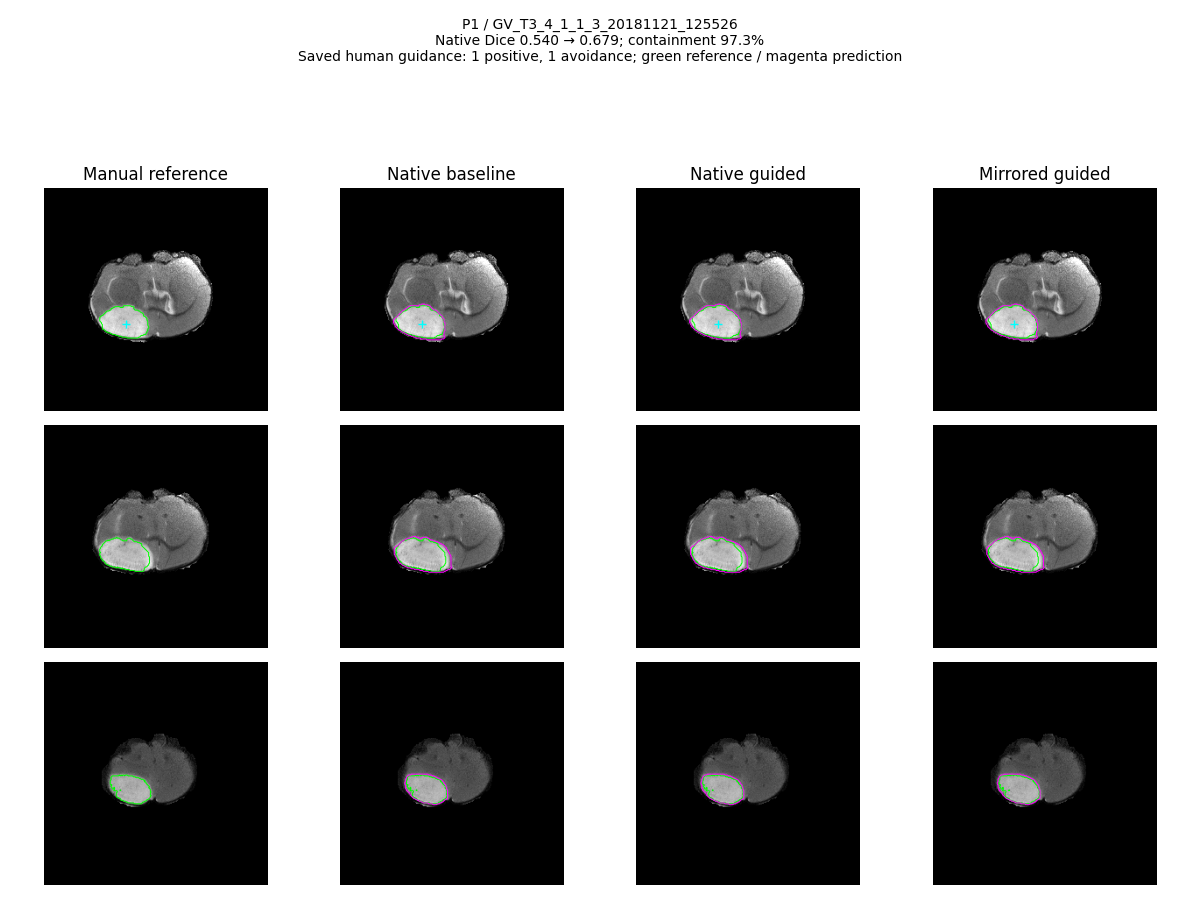 P1 / GV_T3_4_1_1_3_20181121_125526
Native Dice 0.540 → 0.679; containment 97.3%
Saved human guidance: 1 positive, 1 avoidance; green reference / magenta prediction
Manual reference
Native baseline
Native guided
Mirrored guided